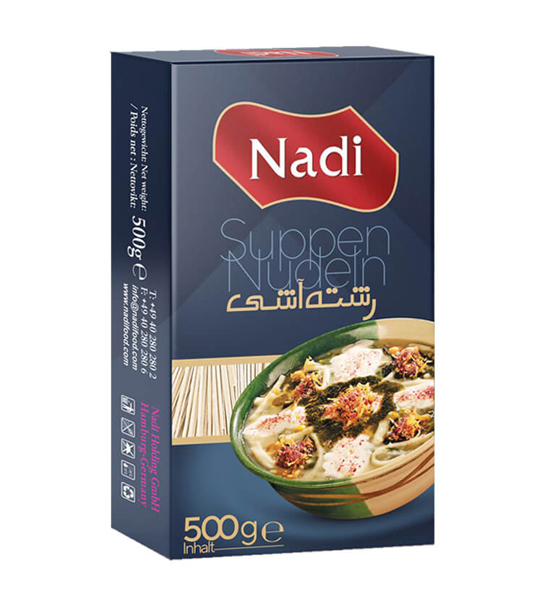 Nadi
Suppen
Nudeln
رشته آشی
500g e
Inhalt
Nettogewicht: Net weight:
/ Poids net : Nettovikt:
500g e
T: +49 40 280 280 2
F: +49 40 280 280 6
info@nadifood.com
www.nadifood.com
Nadi Holding GmbH
Hamburg-Germany